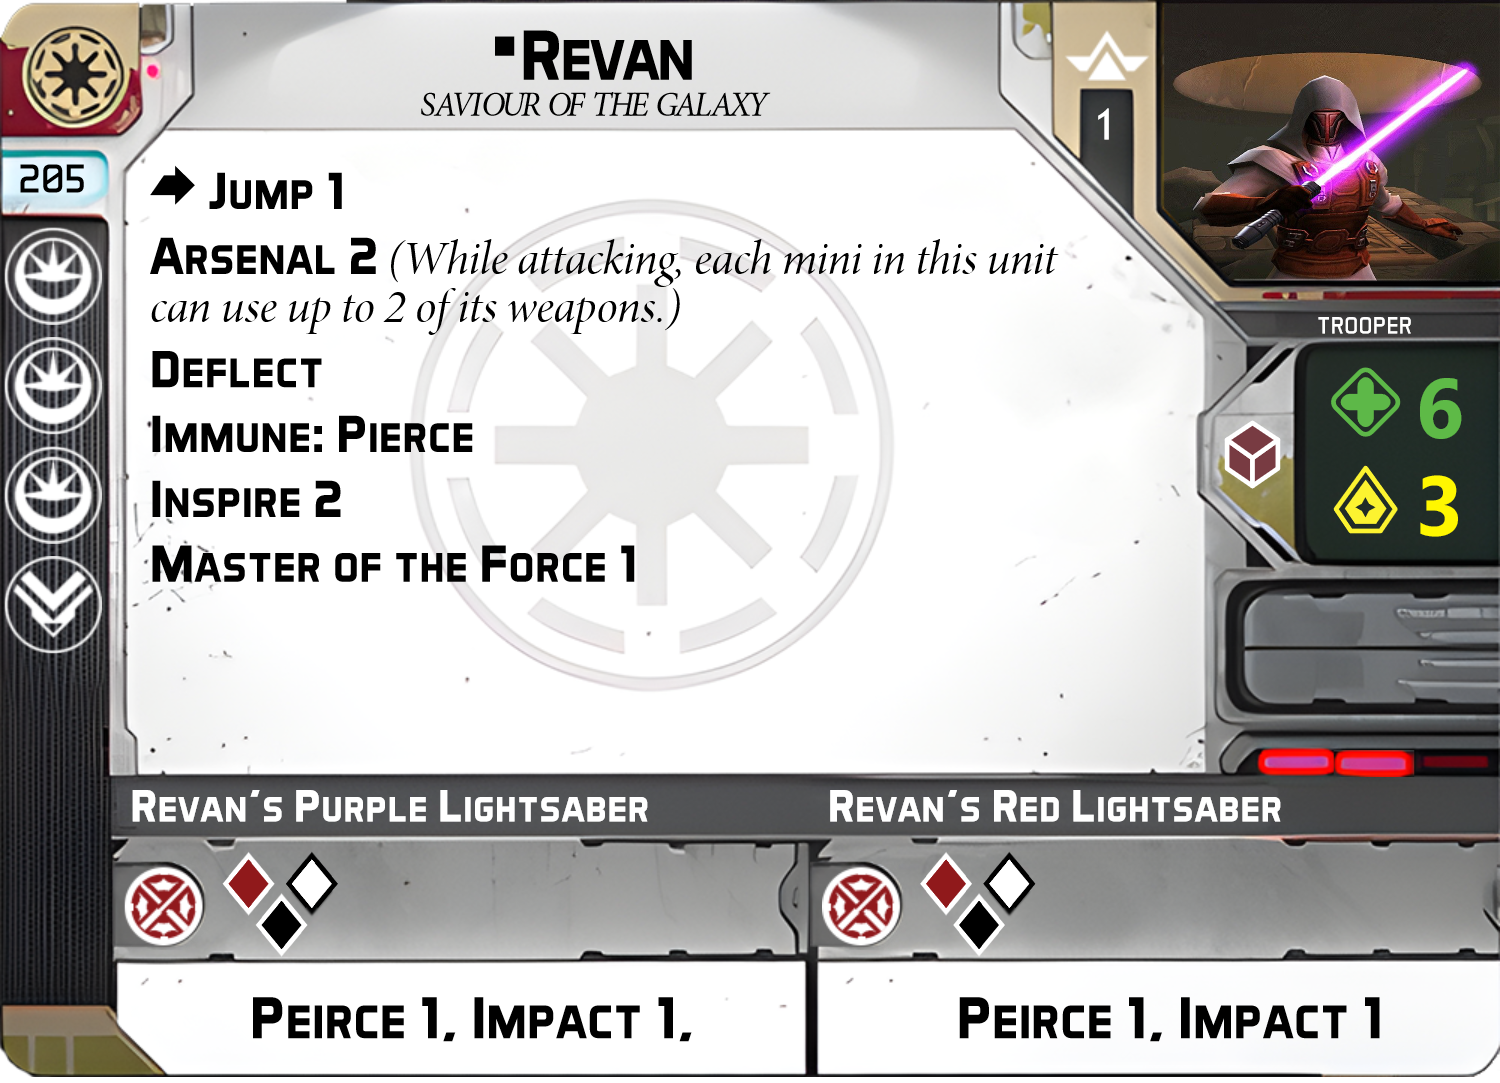 ▪Revan
Saviour of the Galaxy
1
205
Jump 1
Arsenal 2 (While attacking, each mini in this unit
can use up to 2 of its weapons.)
Deflect
Immune: Pierce
Inspire 2
Master of the Force 1
TROOPER
6
3
Revan's Purple Lightsaber
Revan's Red Lightsaber
Peirce 1, Impact 1,
Peirce 1, Impact 1